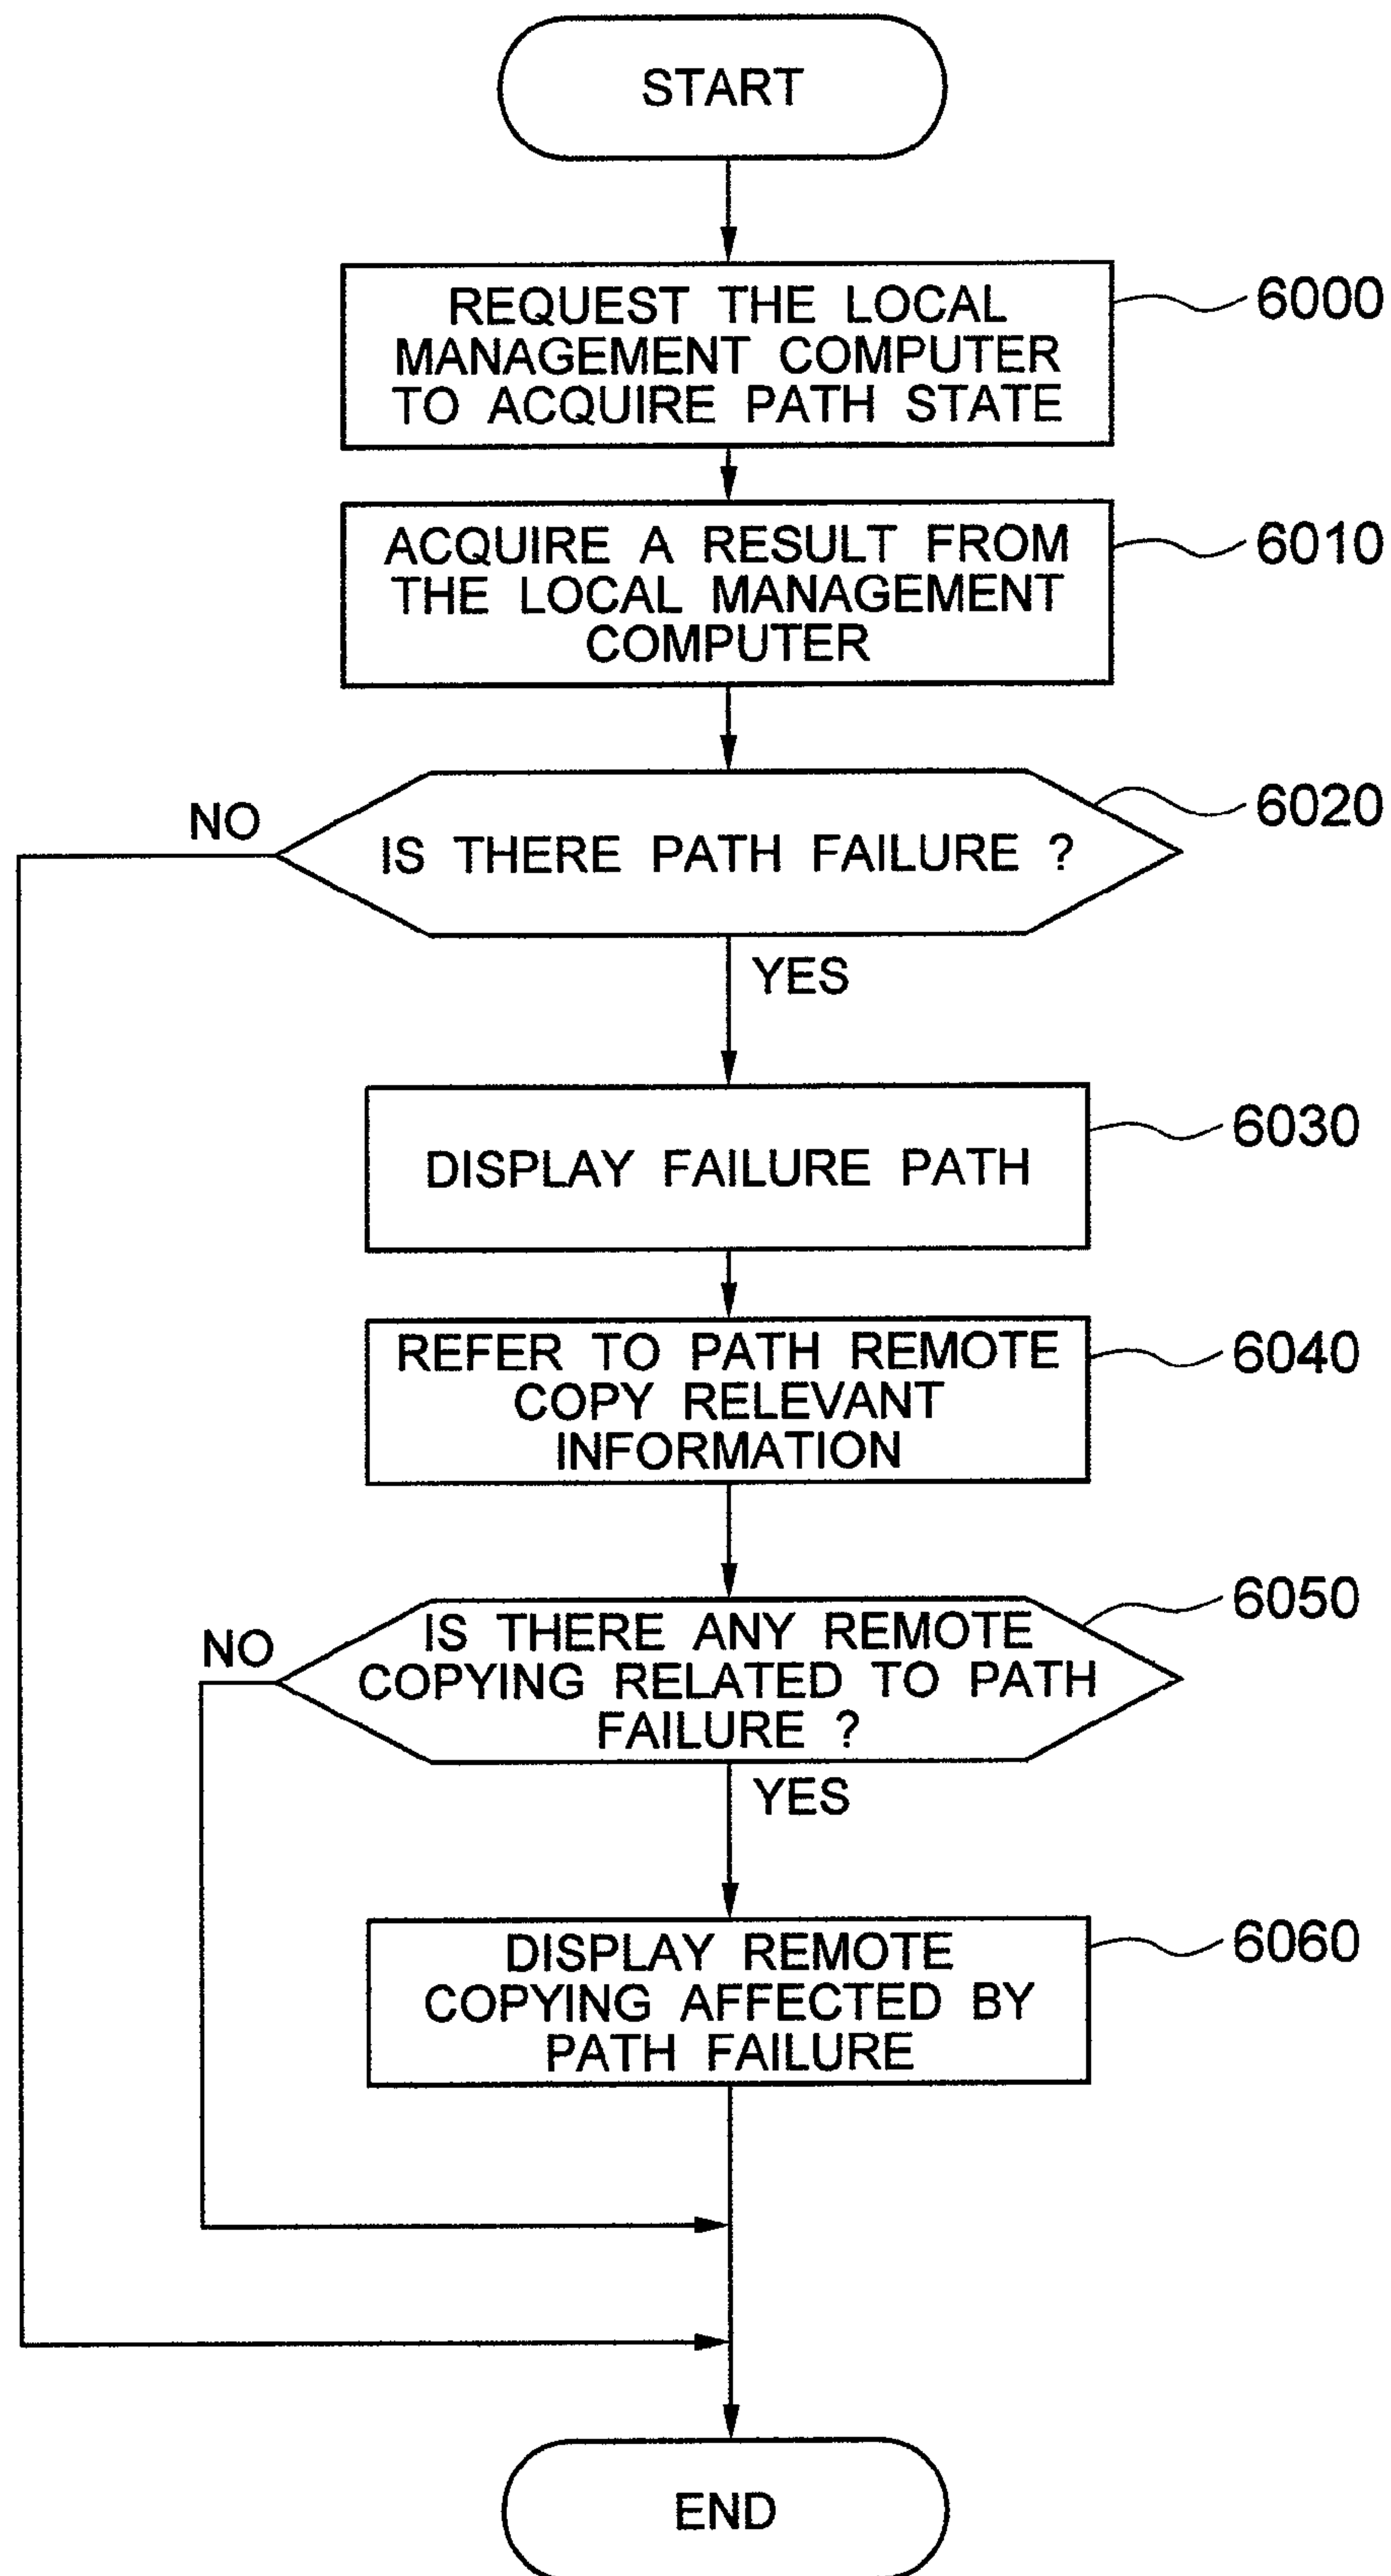 START
REQUEST THE LOCAL
MANAGEMENT COMPUTER
TO ACQUIRE PATH STATE
6000
ACQUIRE A RESULT FROM
THE LOCAL MANAGEMENT
COMPUTER
6010
IS THERE PATH FAILURE ?
6020
NO
YES
DISPLAY FAILURE PATH
6030
REFER TO PATH REMOTE
COPY RELEVANT
INFORMATION
6040
IS THERE ANY REMOTE
COPYING RELATED TO PATH
FAILURE ?
6050
NO
YES
DISPLAY REMOTE
COPYING AFFECTED BY
PATH FAILURE
6060
END